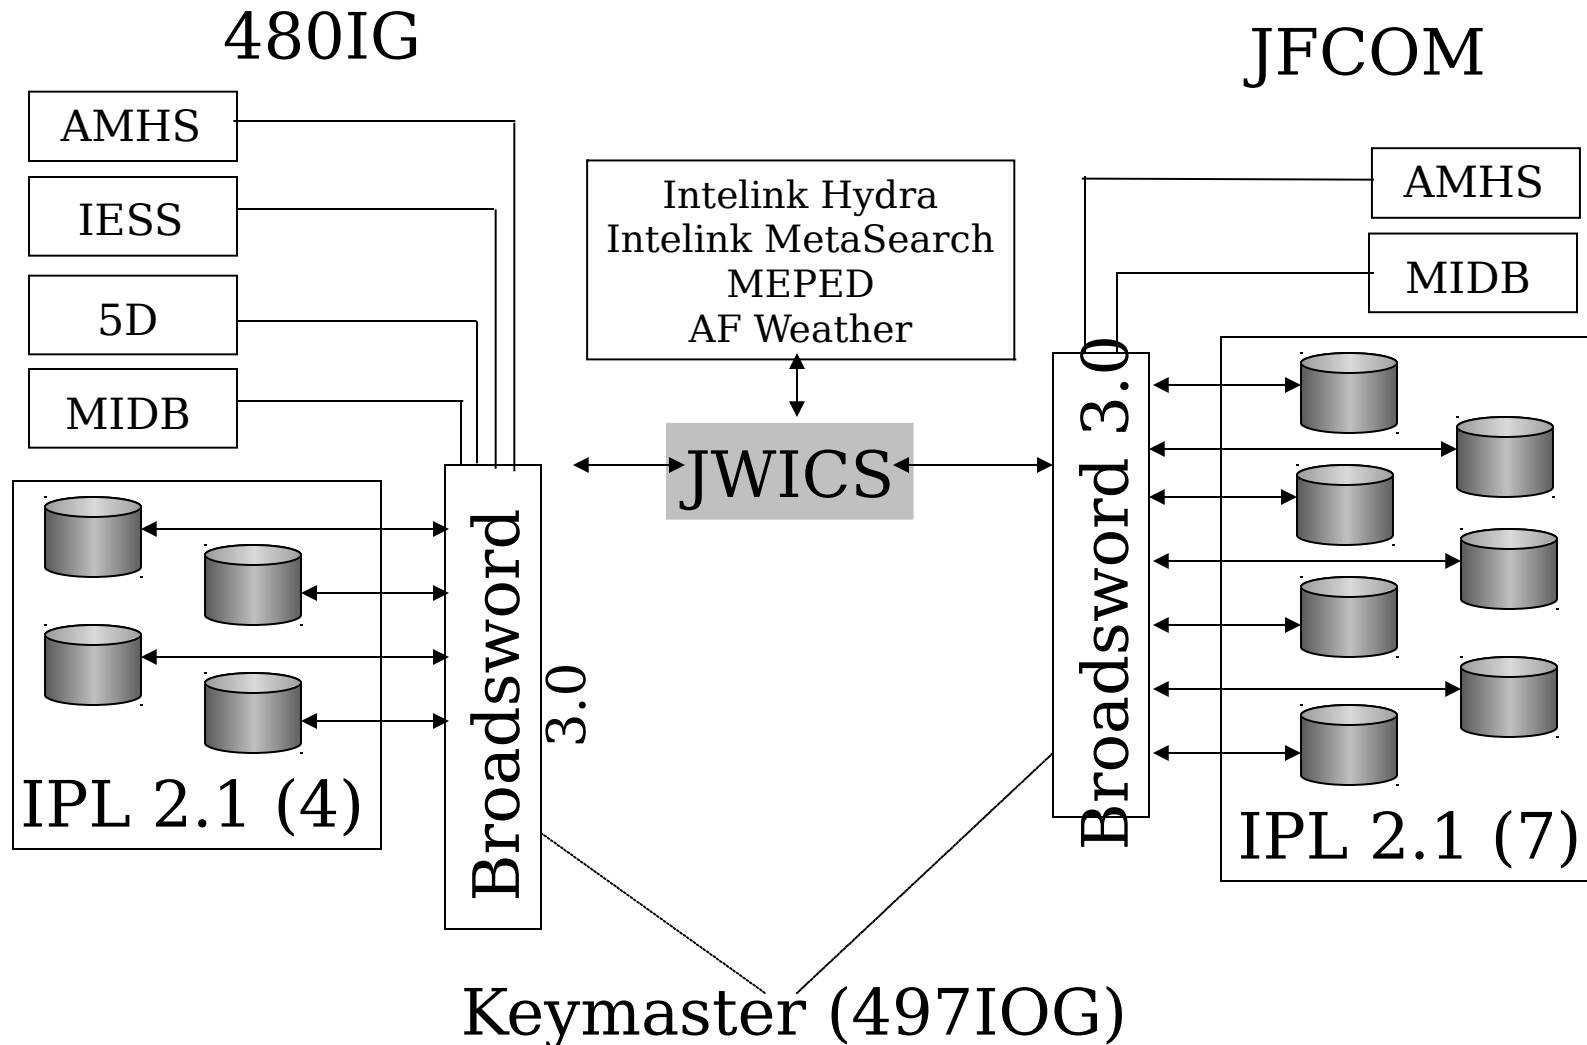 480IG
JFCOM
AMHS
IESS
5D
MIDB
Intelink Hydra
Intelink MetaSearch
MEPED
AF Weather
AMHS
MIDB
JWICS
Broadsword
3.0
Broadsword 3.0
IPL 2.1 (4)
IPL 2.1 (7)
Keymaster (497IOG)